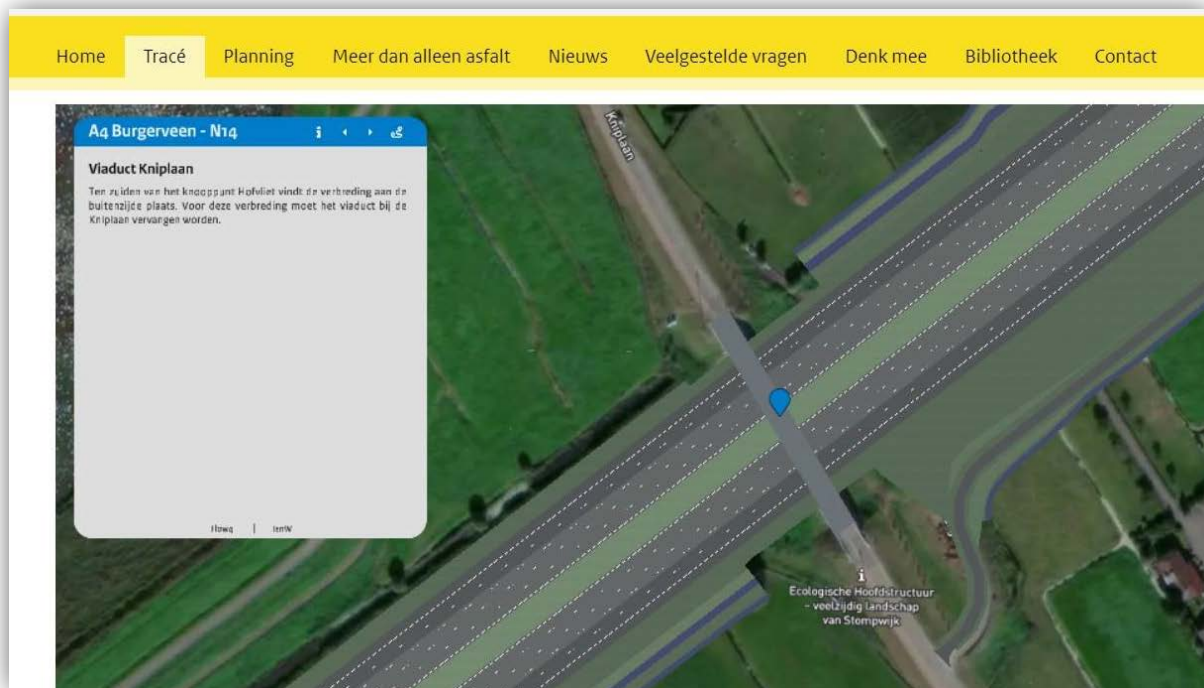 Home Tracé Planning Meer dan alleen asfalt Nieuws Veelgestelde vragen Denk mee Bibliotheek Contact
A4 Burgerveen - N14
Viaduct Kniplaan
Ten zuiden van het knooppunt Hofvliet vindt de verbreding aan de
buitenzijde plaats. Voor deze verbreding moet het viaduct bij de
Kniplaan vervangen worden.
Kniplaan
i
Ecologische Hoofdstructuur
- veelzijdig landschap
van Stompwijk
Flowq | IenW